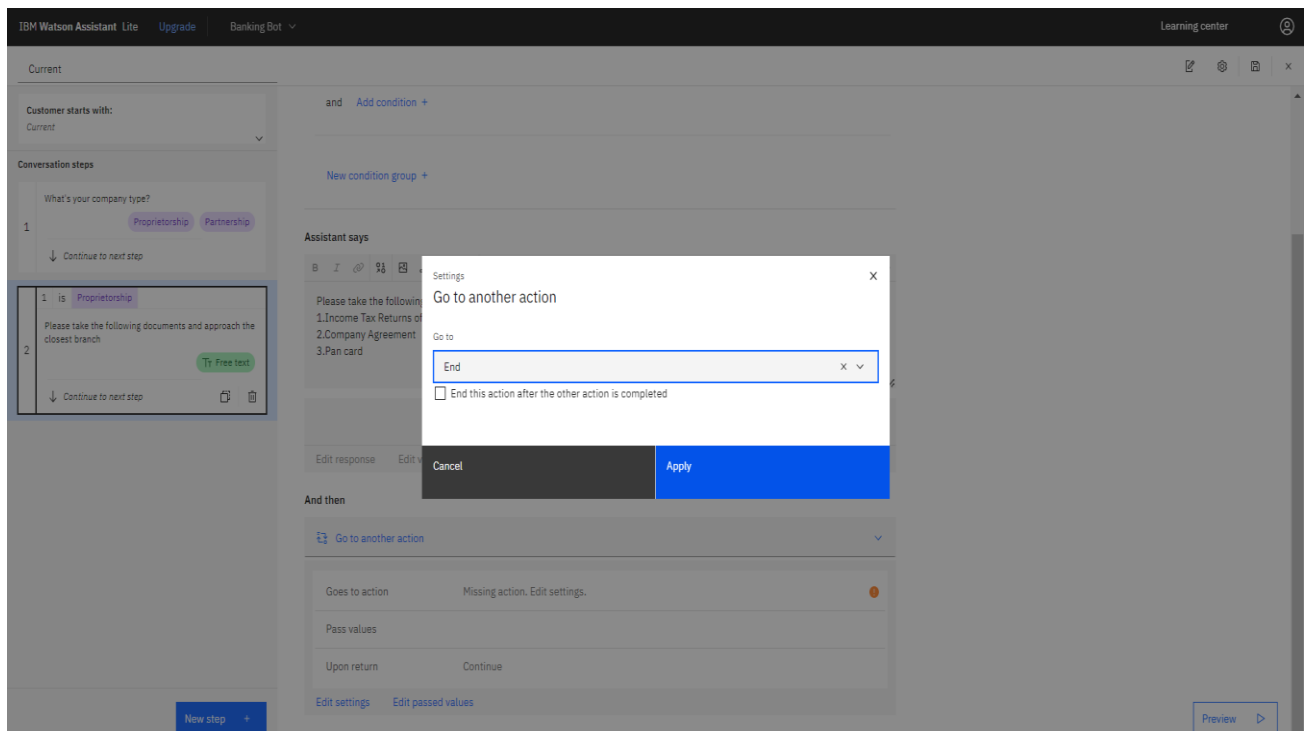 IBM Watson Assistant Lite Upgrade Banking Bot Learning center
Current
Customer starts with:
Current
Conversation steps
1
What's your company type?
Proprietorship Partnership
Continue to next step
2
1 is Proprietorship
Please take the following documents and approach the
closest branch
Free text
Continue to next step
New step +
and Add condition +
New condition group +
Assistant says
B I
Please take the following
1.Income Tax Returns of
2.Company Agreement
3.Pan card
Edit response Edit v
Settings X
Go to another action
Go to
End X
End this action after the other action is completed
Cancel Apply
And then
Go to another action
Goes to action Missing action. Edit settings.
Pass values
Upon return Continue
Edit settings Edit passed values
Preview